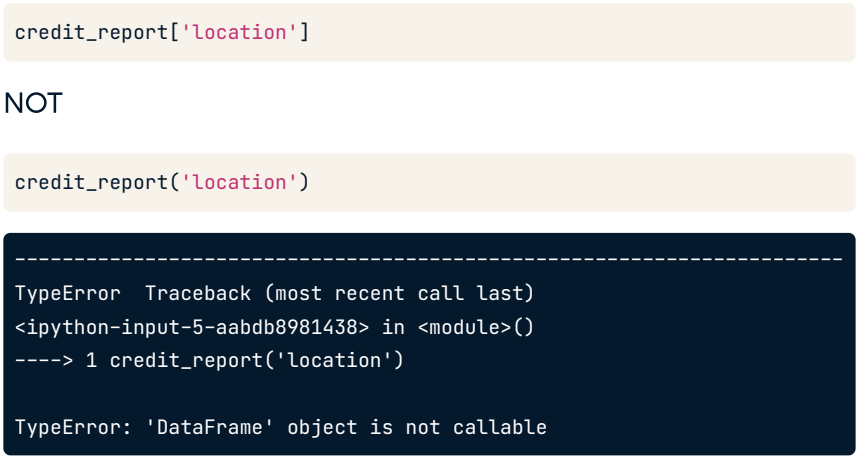 credit_report['location']
NOT
credit_report('location')
---------------------------------------------------------------------
TypeError  Traceback (most recent call last)
<ipython-input-5-aabdb8981438> in <module>()
----> 1 credit_report('location')
TypeError: 'DataFrame' object is not callable